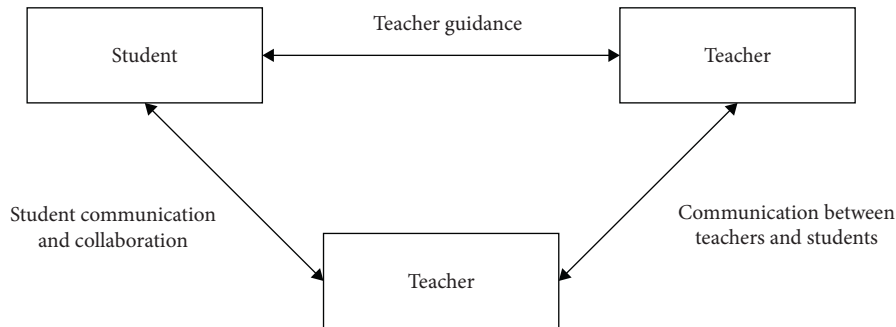 Teacher guidance
Student
Teacher
Student communication
and collaboration
Communication between
teachers and students
Teacher